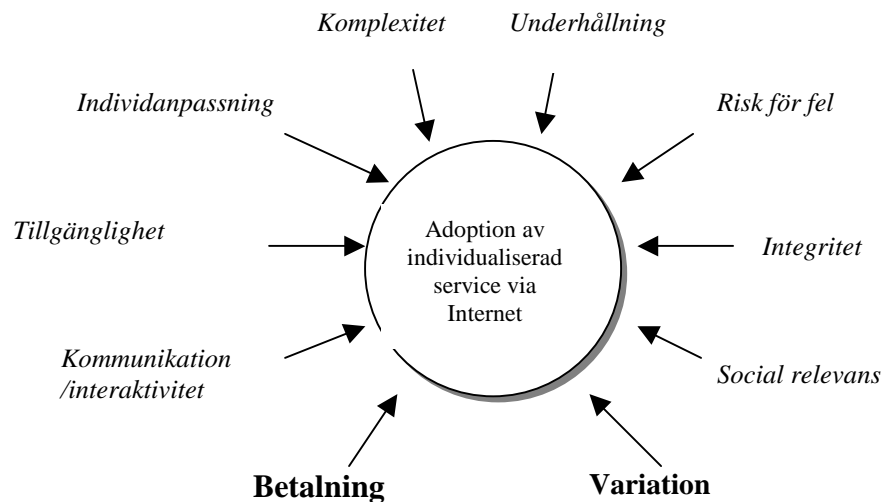 Komplexitet
Underhållning
Individanpassning
Risk för fel
Tillgänglighet
Adoption av
individualiserad
service via
Internet
Integritet
Kommunikation
/interaktivitet
Social relevans
Betalning
Variation